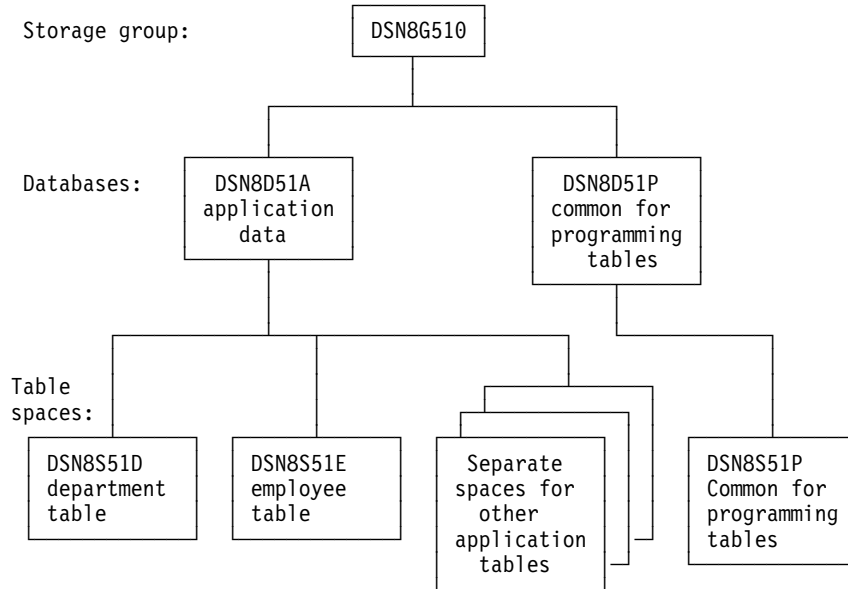 Storage group:
DSN8G510
Databases:
DSN8D51A
application
data
DSN8D51P
common for
programming
tables
Table
spaces:
DSN8S51D
department
table
DSN8S51E
employee
table
Separate
spaces for
other
application
tables
DSN8S51P
Common for
programming
tables